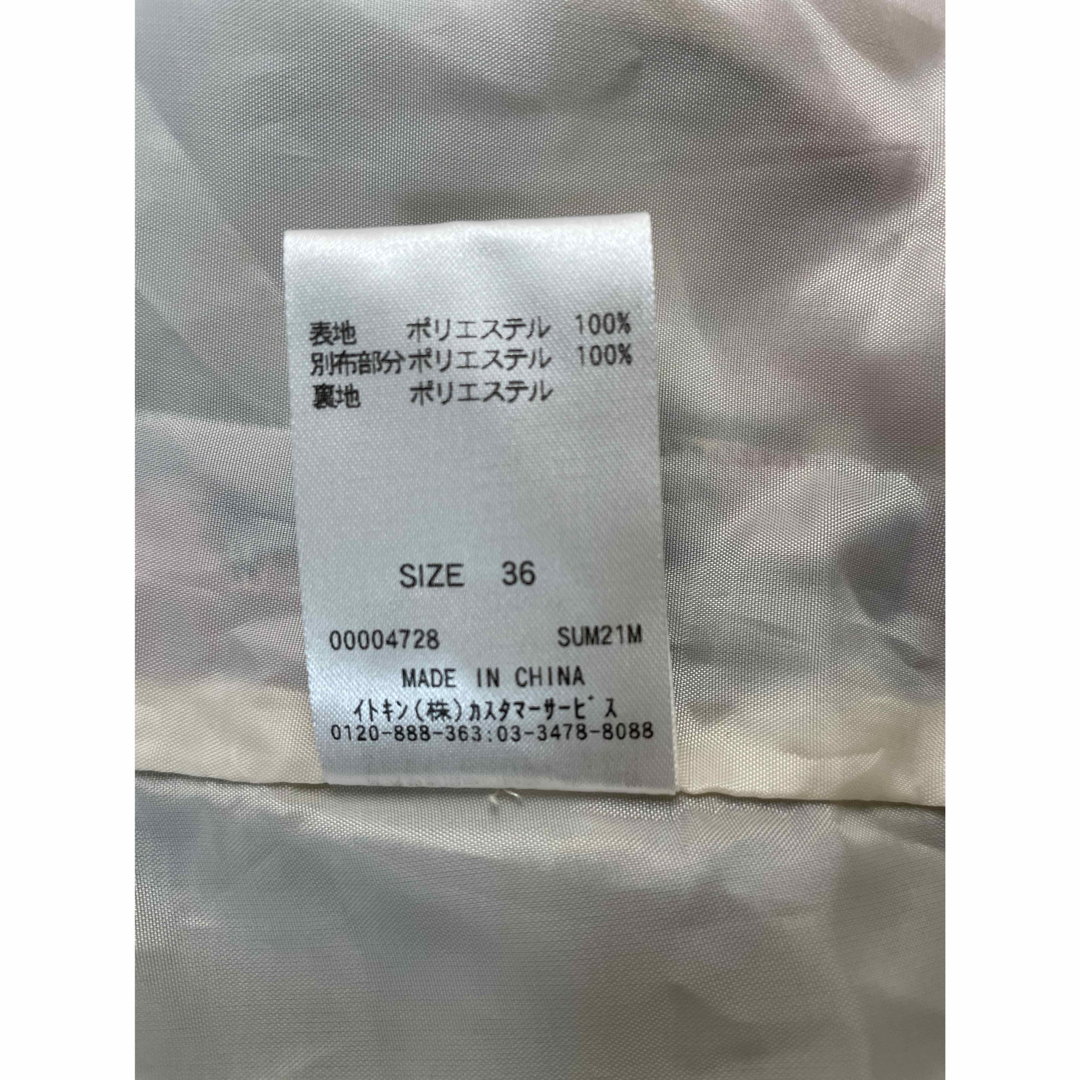 表地 ポリエステル 100%
別布部分ポリエステル 100%
裏地 ポリエステル
SIZE 36
00004728 SUM21M
MADE IN CHINA
ｲﾄｷﾝ(株)ｶｽﾀﾏｰｻｰﾋﾞｽ
0120-888-363:03-3478-8088